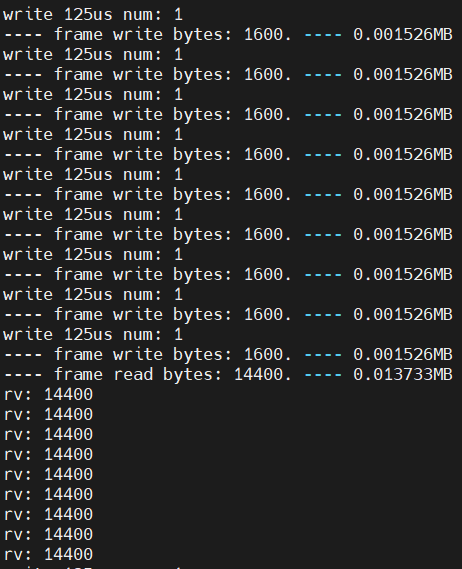 write 125us num: 1
---- frame write bytes: 1600. ---- 0.001526MB
write 125us num: 1
---- frame write bytes: 1600. ---- 0.001526MB
write 125us num: 1
---- frame write bytes: 1600. ---- 0.001526MB
write 125us num: 1
---- frame write bytes: 1600. ---- 0.001526MB
write 125us num: 1
---- frame write bytes: 1600. ---- 0.001526MB
write 125us num: 1
---- frame write bytes: 1600. ---- 0.001526MB
write 125us num: 1
---- frame write bytes: 1600. ---- 0.001526MB
write 125us num: 1
---- frame write bytes: 1600. ---- 0.001526MB
write 125us num: 1
---- frame write bytes: 1600. ---- 0.001526MB
---- frame read bytes: 14400. ---- 0.013733MB
rv: 14400
rv: 14400
rv: 14400
rv: 14400
rv: 14400
rv: 14400
rv: 14400
rv: 14400
rv: 14400